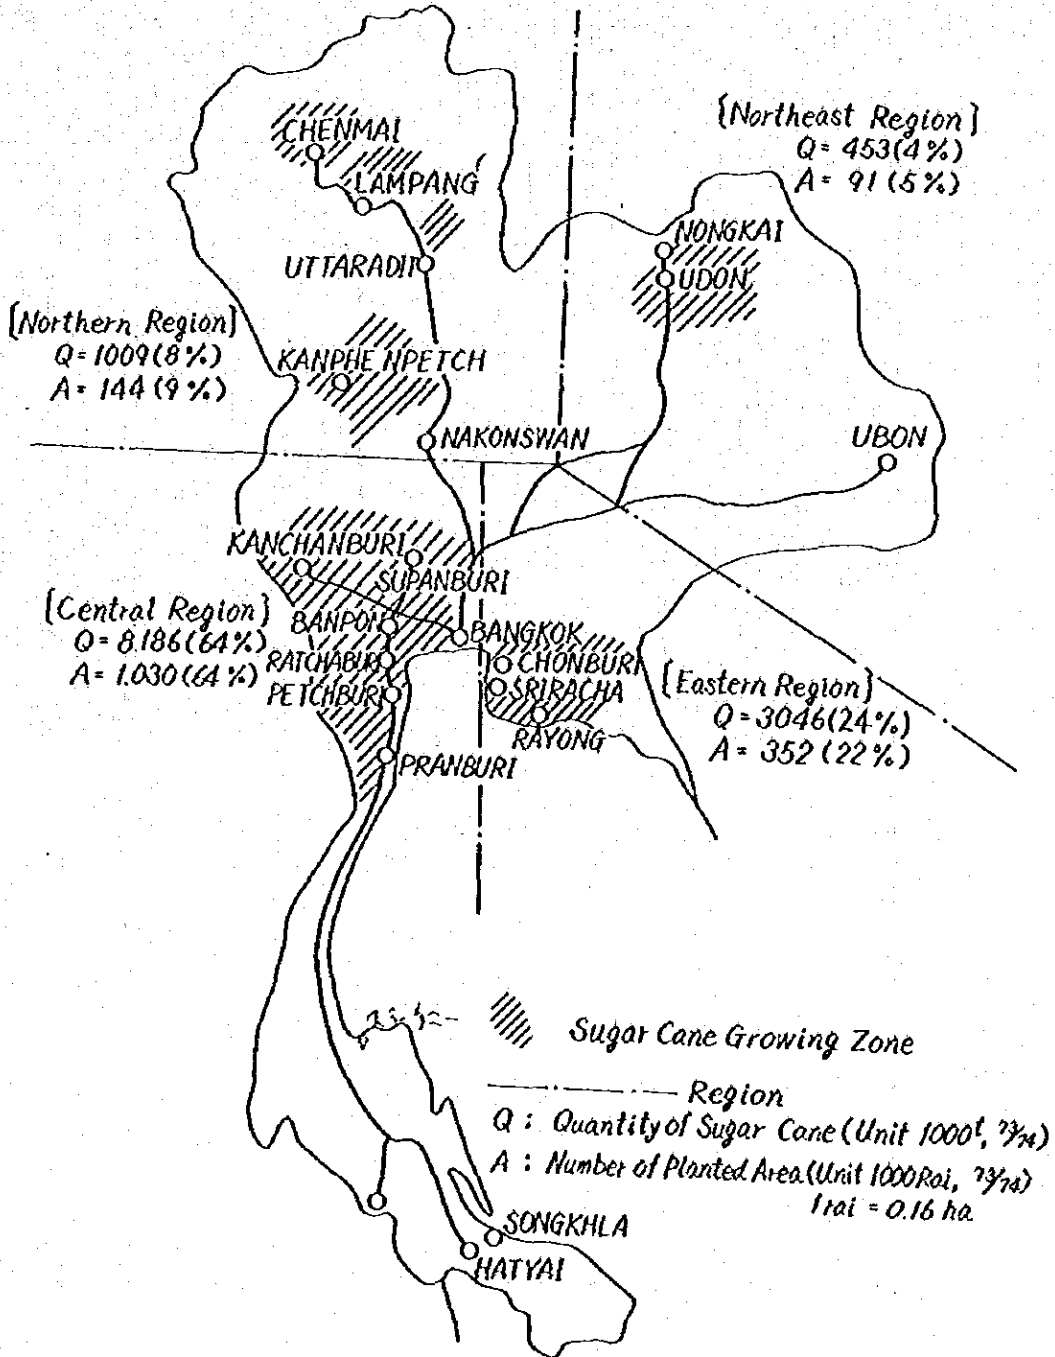 [Northeast Region]
Q = 453(4%)
A = 91(5%)
CHENMAI
LAMPANG
NONGKAI
UTTARADIT
UDON
[Northern Region]
Q = 1009(8%)
A = 144(9%)
KANPHENPETCH
NAKONSWAN
UBON
KANCHANBURI
SUPANBURI
[Central Region]
Q = 8.186(64%)
A = 1.030(64%)
BANPON
BANGKOK
RATCHABURI
CHONBURI
PETCHBURI
SRIRACHA
[Eastern Region]
Q = 3046(24%)
A = 352(22%)
RAYONG
PRANBURI
Sugar Cane Growing Zone
Region
Q : Quantity of Sugar Cane (Unit 1000t, 73/74)
A : Number of Planted Area (Unit 1000Rai, 73/74)
1rai = 0.16 ha
SONGKHLA
HATYAI